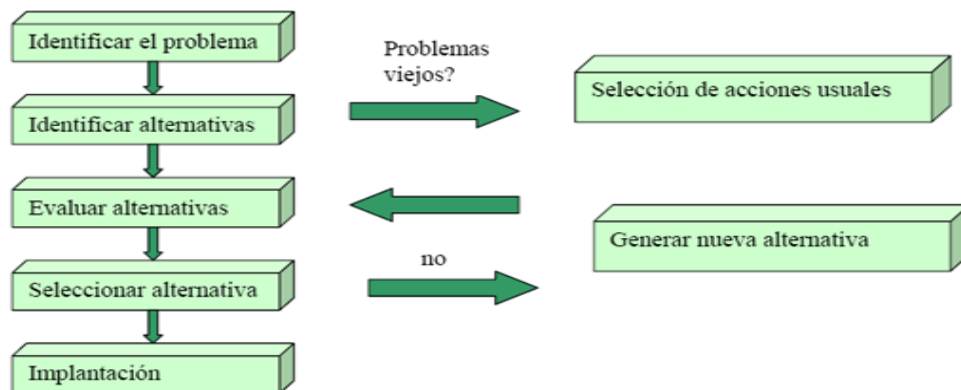 Identificar el problema
Problemas
viejos?
Selección de acciones usuales
Identificar alternativas
Evaluar alternativas
Generar nueva alternativa
no
Seleccionar alternativa
Implantación